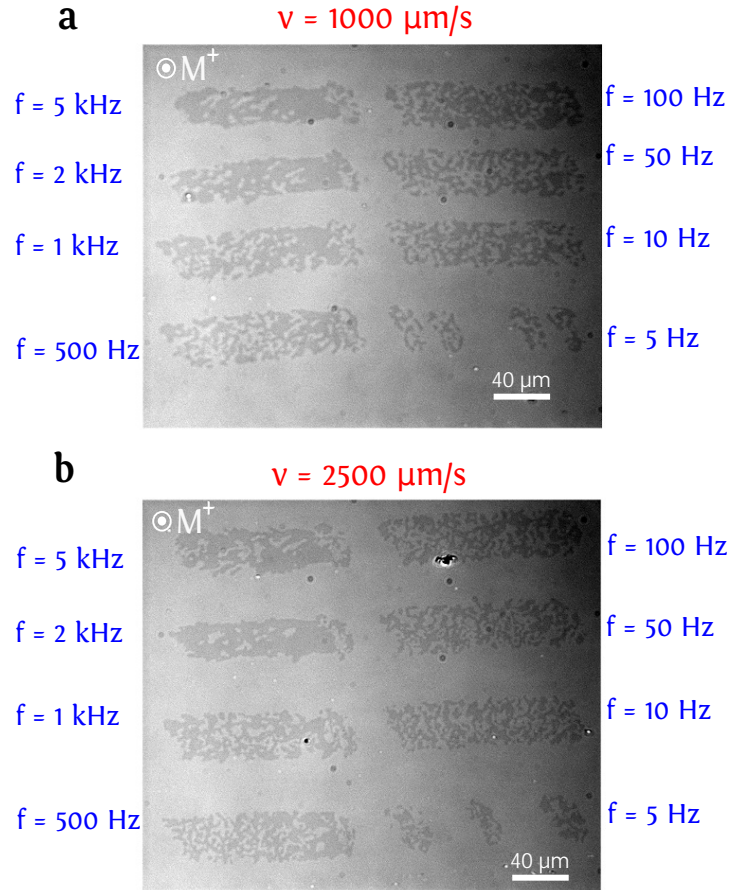 a
ν = 1000 µm/s
⊙M⁺
f = 5 kHz
f = 100 Hz
f = 2 kHz
f = 50 Hz
f = 1 kHz
f = 10 Hz
f = 500 Hz
f = 5 Hz
40 µm
b
ν = 2500 µm/s
⊙M⁺
f = 5 kHz
f = 100 Hz
f = 2 kHz
f = 50 Hz
f = 1 kHz
f = 10 Hz
f = 500 Hz
f = 5 Hz
40 µm